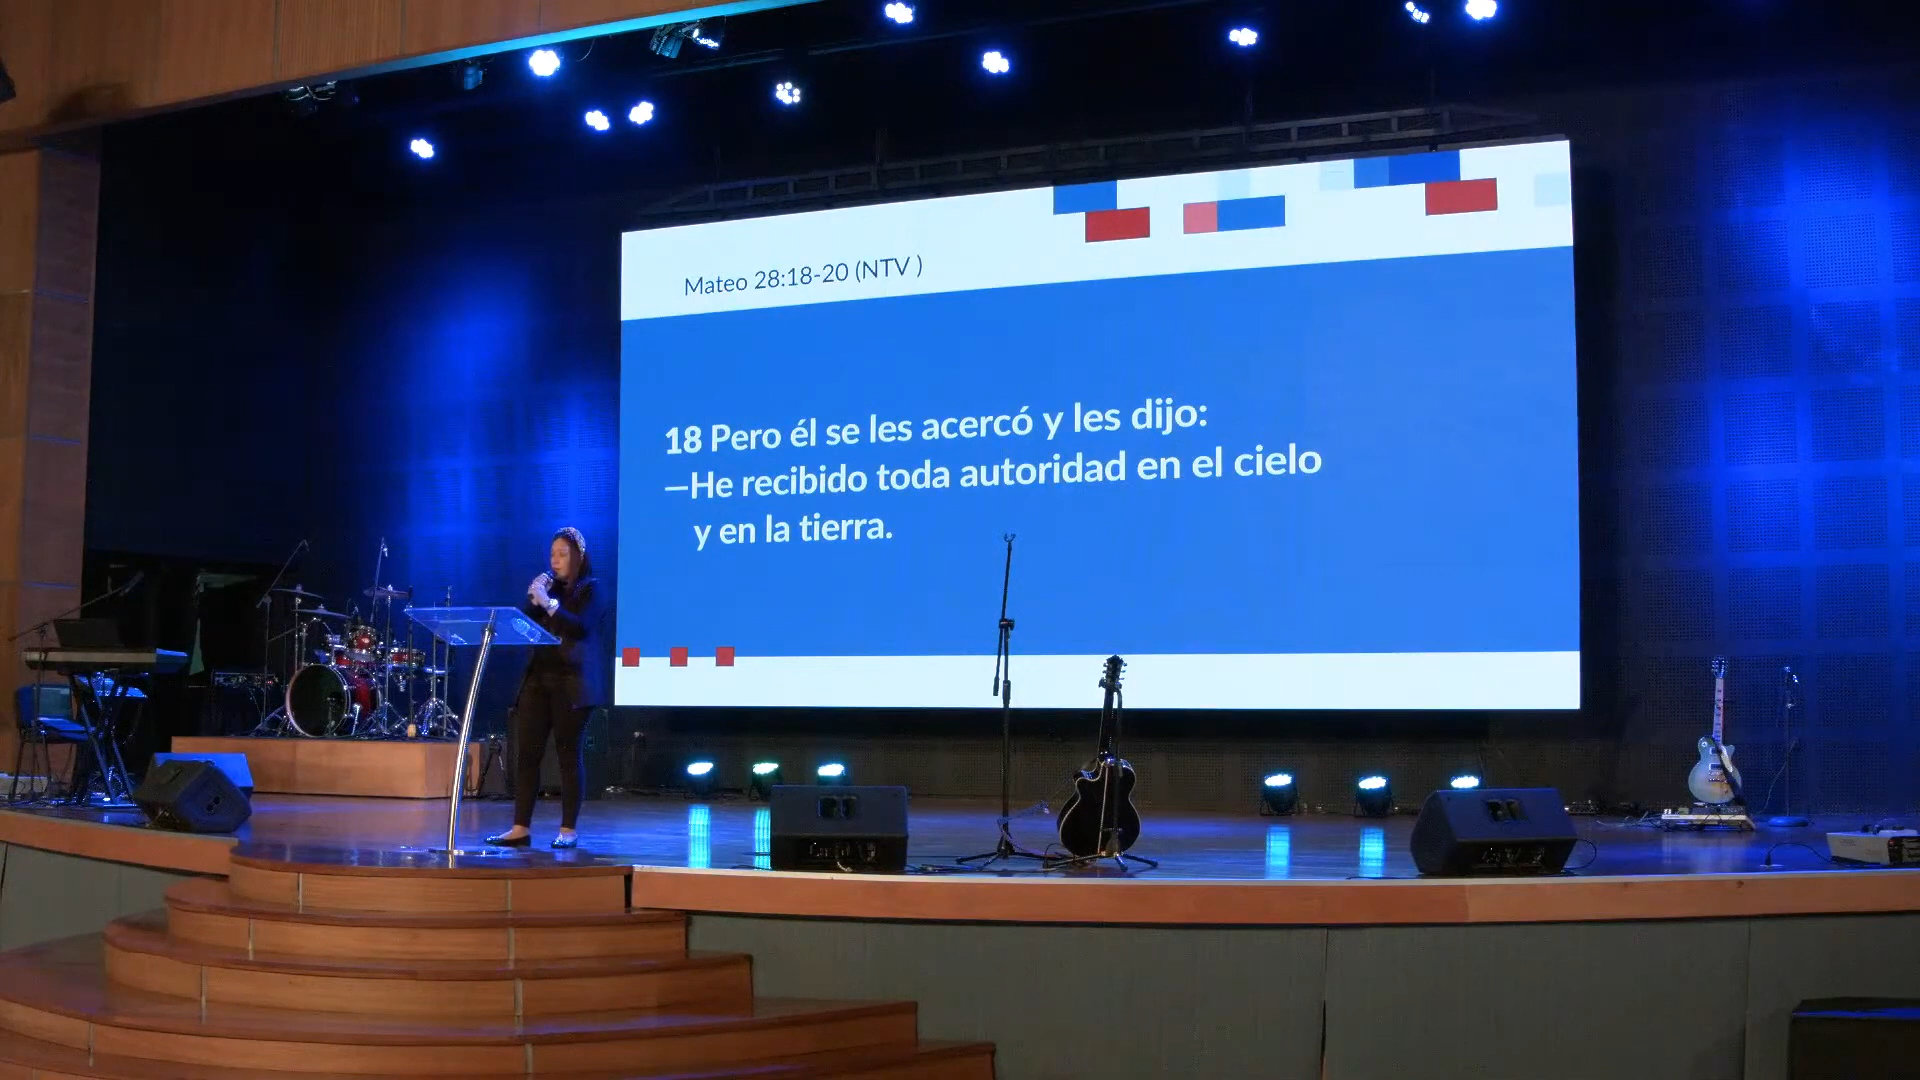 Mateo 28:18-20 (NTV )
18 Pero él se les acercó y les dijo:
—He recibido toda autoridad en el cielo
y en la tierra.